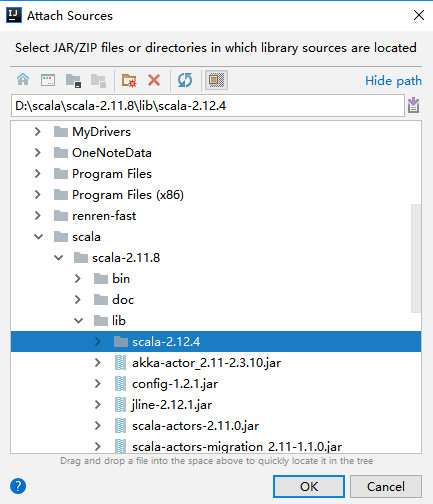 IJ Attach Sources
Select JAR/ZIP files or directories in which library sources are located
Hide path
D:\scala\scala-2.11.8\lib\scala-2.12.4
MyDrivers
OneNoteData
Program Files
Program Files (x86)
renren-fast
scala
scala-2.11.8
bin
doc
lib
scala-2.12.4
akka-actor_2.11-2.3.10.jar
config-1.2.1.jar
jline-2.12.1.jar
scala-actors-2.11.0.jar
scala-actors-migration_2.11-1.1.0.jar
Drag and drop a file into the space above to quickly locate it in the tree
? OK Cancel